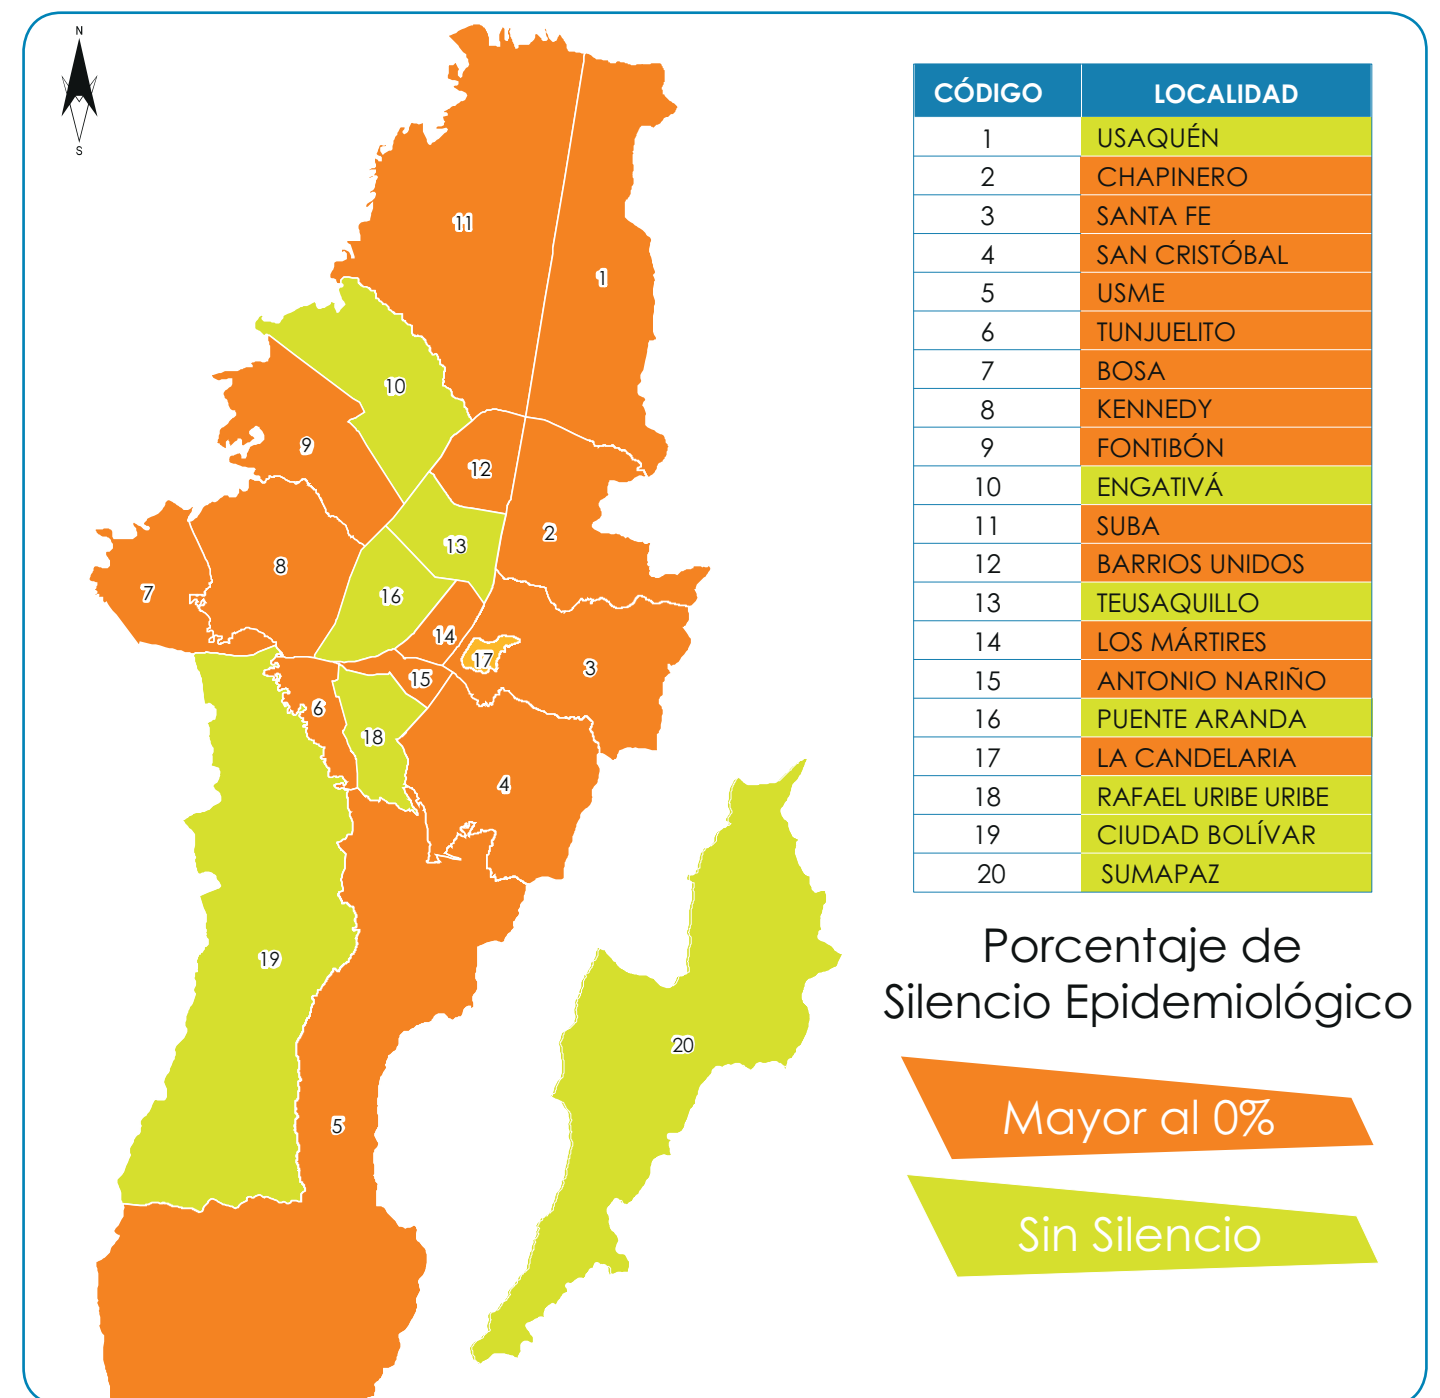 N
S
11
1
10
9
12
2
13
8
7
16
14
17
3
15
6
18
4
19
20
5
CÓDIGO LOCALIDAD
1 USAQUÉN
2 CHAPINERO
3 SANTA FE
4 SAN CRISTÓBAL
5 USME
6 TUNJUELITO
7 BOSA
8 KENNEDY
9 FONTIBÓN
10 ENGATIVÁ
11 SUBA
12 BARRIOS UNIDOS
13 TEUSAQUILLO
14 LOS MÁRTIRES
15 ANTONIO NARIÑO
16 PUENTE ARANDA
17 LA CANDELARIA
18 RAFAEL URIBE URIBE
19 CIUDAD BOLÍVAR
20 SUMAPAZ
Porcentaje de
Silencio Epidemiológico
Mayor al 0%
Sin Silencio